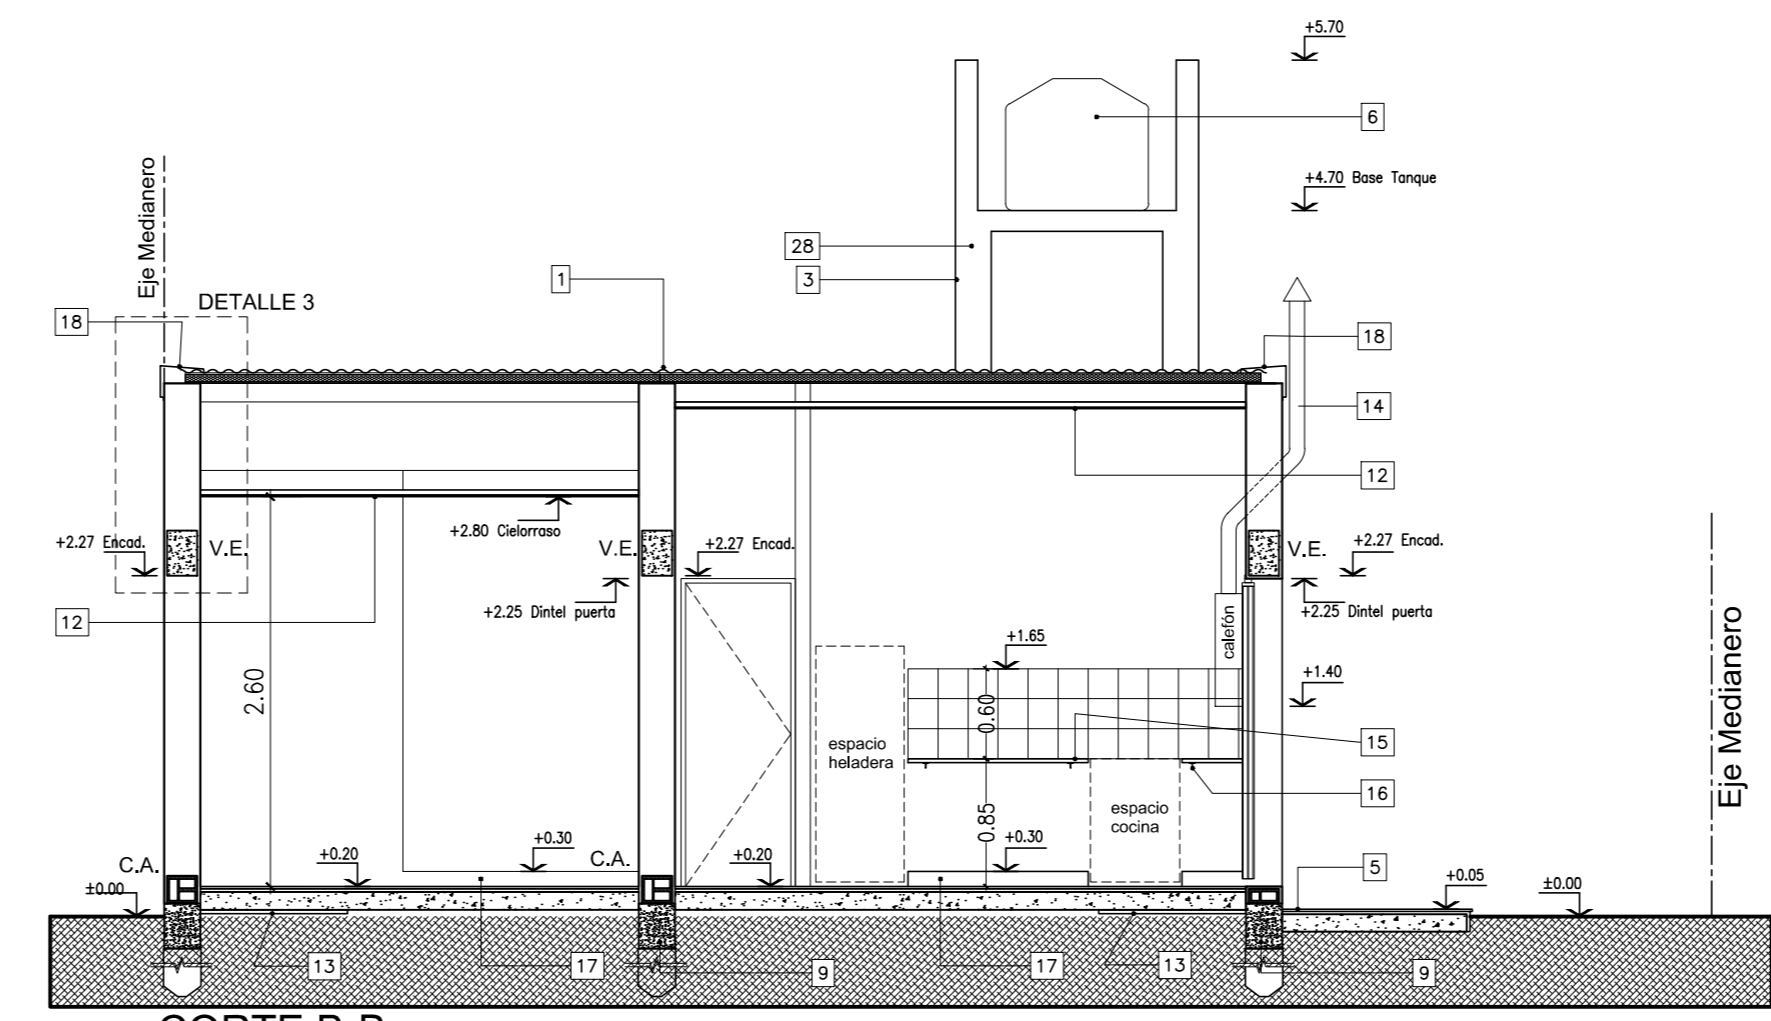 +5.70
6
+4.70 Base Tanque
Eje Medianero
28
3
1
DETALLE 3
18
18
14
12
+2.80 Cielorraso
+2.27 Encad.
V.E.
V.E.
+2.27 Encad.
V.E.
+2.27 Encad.
+2.25 Dintel puerta
+2.25 Dintel puerta
12
calefón
+1.65
+1.40
2.60
0.60
15
espacio
heladera
16
espacio
cocina
0.85
Eje Medianero
C.A.
+0.20
+0.30
C.A.
+0.20
+0.30
5
±0.00
+0.05
±0.00
13
17
9
17
13
9